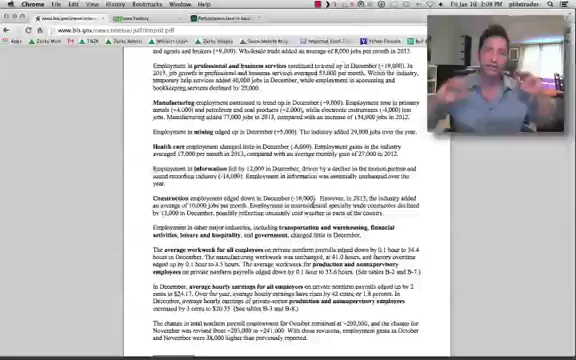 Chrome File Edit View History Bookmarks Window Help
www.bls.gov/news.release/pdf/empsit.pdf
and agents and brokers (+9,000). Wholesale trade added an average of 8,000 jobs per month in 2013.
Employment in professional and business services continued to trend up in December (+19,000). In
2013, job growth in professional and business services averaged 53,000 per month. Within the industry,
temporary help services added 40,000 jobs in December, while employment in accounting and
bookkeeping services declined by 25,000.
Manufacturing employment continued to trend up in December (+9,000). Employment rose in primary
metals (+4,000) and petroleum and coal products (+2,000), while electronic instruments (-4,000) lost
jobs. Manufacturing added 77,000 jobs in 2013, compared with an increase of 154,000 jobs in 2012.
Employment in mining edged up in December (+5,000). The industry added 29,000 jobs over the year.
Health care employment changed little in December (-6,000). Employment gains in the industry
averaged 17,000 per month in 2013, compared with an average monthly gain of 27,000 in 2012.
Employment in information fell by 12,000 in December, driven by a decline in the motion picture and
sound recording industry (-14,000). Employment in information was essentially unchanged over the
year.
Construction employment edged down in December (-16,000). However, in 2013, the industry added
an average of 10,000 jobs per month. Employment in nonresidential specialty trade contractors declined
by 13,000 in December, possibly reflecting unusually cold weather in parts of the country.
Employment in other major industries, including transportation and warehousing, financial
activities, leisure and hospitality, and government, changed little in December.
The average workweek for all employees on private nonfarm payrolls edged down by 0.1 hour to 34.4
hours in December. The manufacturing workweek was unchanged, at 41.0 hours, and factory overtime
edged up by 0.1 hour to 3.5 hours. The average workweek for production and nonsupervisory
employees on private nonfarm payrolls edged down by 0.1 hour to 33.6 hours. (See tables B-2 and B-7.)
In December, average hourly earnings for all employees on private nonfarm payrolls edged up by 2
cents to $24.17. Over the year, average hourly earnings have risen by 42 cents, or 1.8 percent. In
December, average hourly earnings of private-sector production and nonsupervisory employees
increased by 3 cents to $20.35. (See tables B-3 and B-8.)
The change in total nonfarm payroll employment for October remained at +200,000, and the change for
November was revised from +203,000 to +241,000. With these revisions, employment gains in October
and November were 38,000 higher than previously reported.